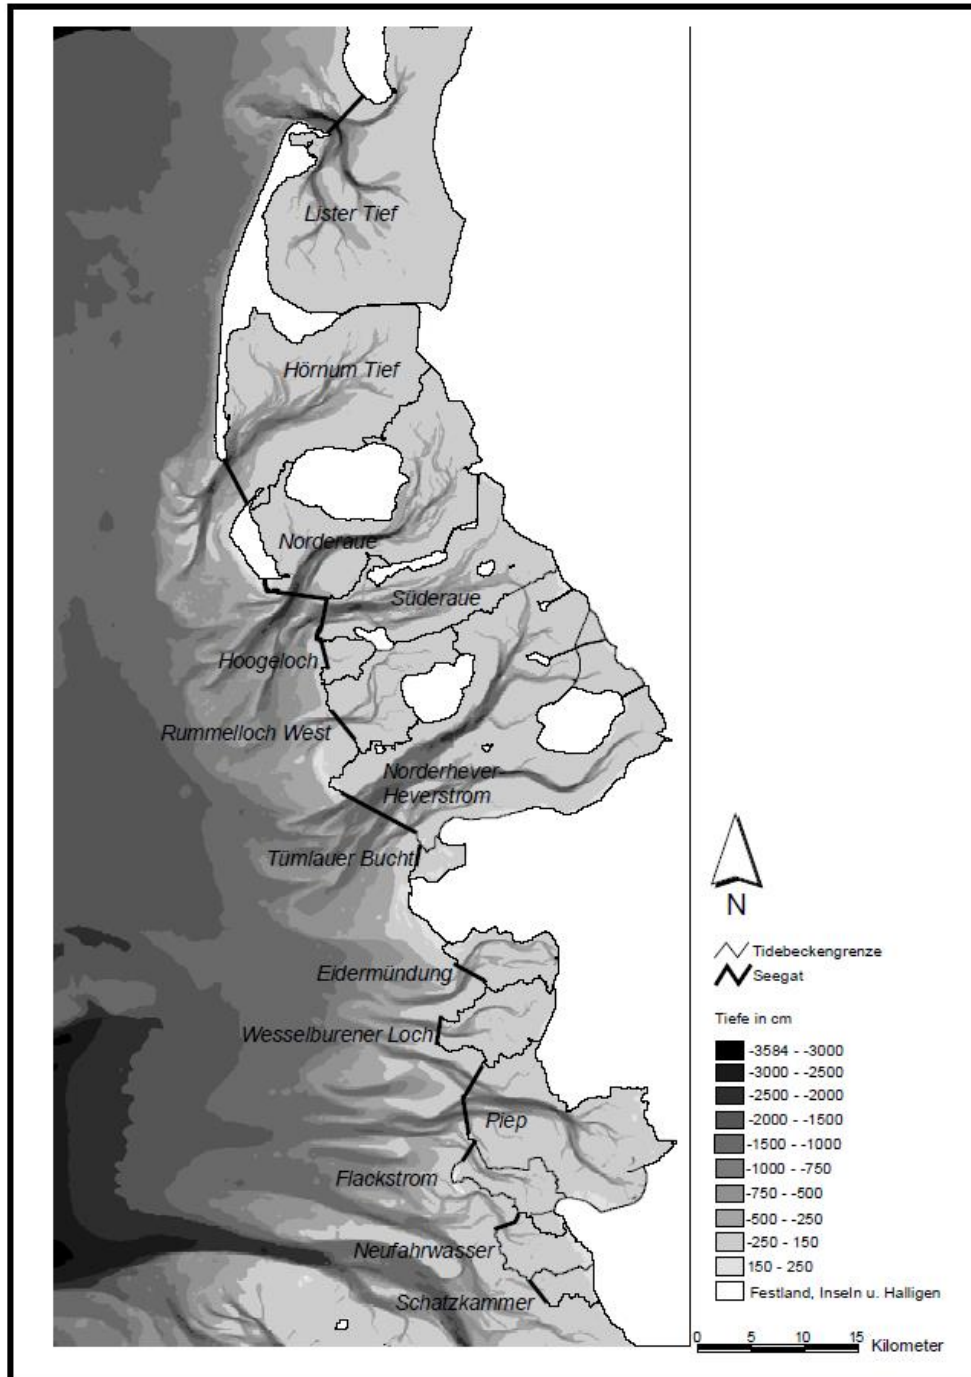 Lister Tief
Hörnum Tief
Norderaue
Süderaue
Hoogeloch
Rummelloch West
Norderhever-
Heverstrom
Tümlauer Bucht
N
Tidebeckengrenze
Seegat
Eidermündung
Wesselburener Loch
Tiefe in cm
-3584 - -3000
-3000 - -2500
-2500 - -2000
-2000 - -1500
-1500 - -1000
-1000 - -750
-750 - -500
-500 - -250
-250 - 150
150 - 250
Festland, Inseln u. Halligen
Piep
Flackstrom
Neufahrwasser
Schatzkammer
0 5 10 15 Kilometer